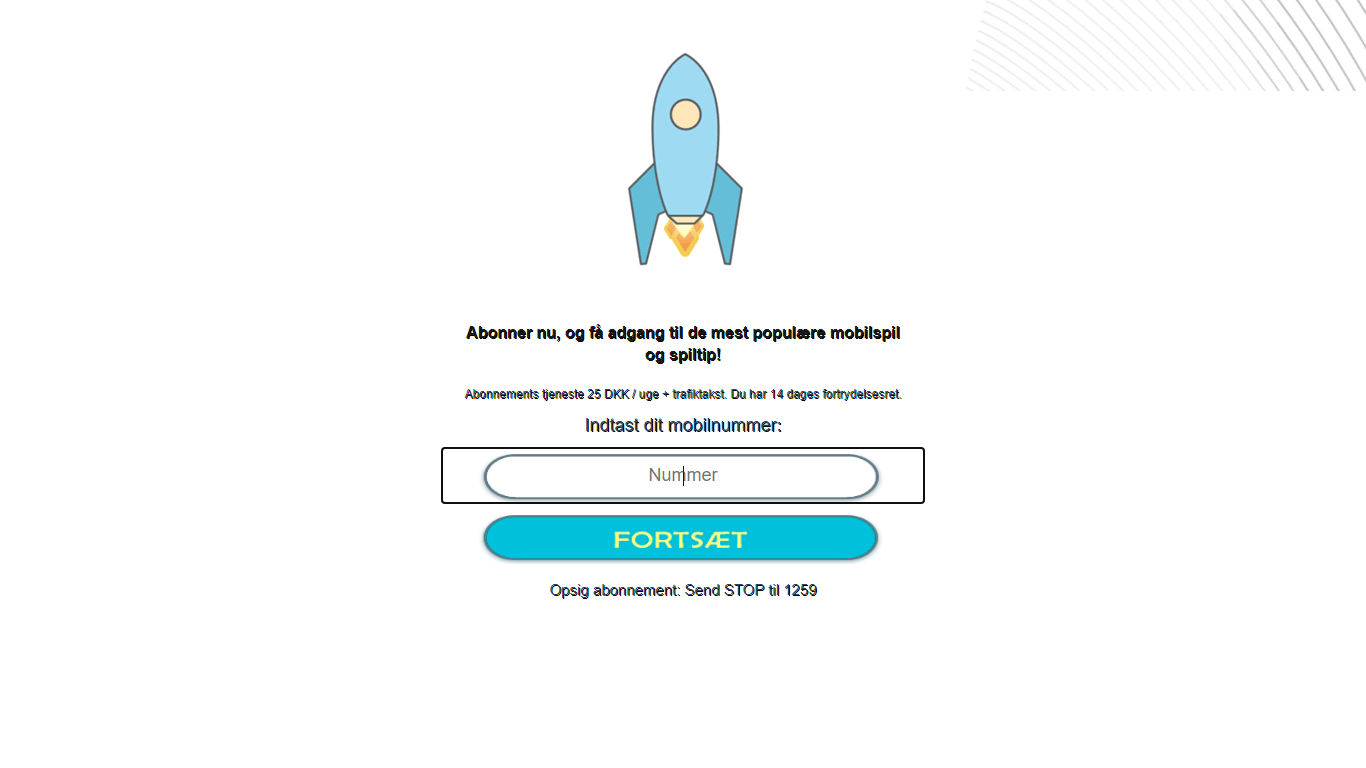 Abonner nu, og få adgang til de mest populære mobilspil
og spiltip!
Abonnements tjeneste 25 DKK / uge + trafiktakst. Du har 14 dages fortrydelsesret.
Indtast dit mobilnummer:
Nummer
FORTSÆT
Opsig abonnement: Send STOP til 1259